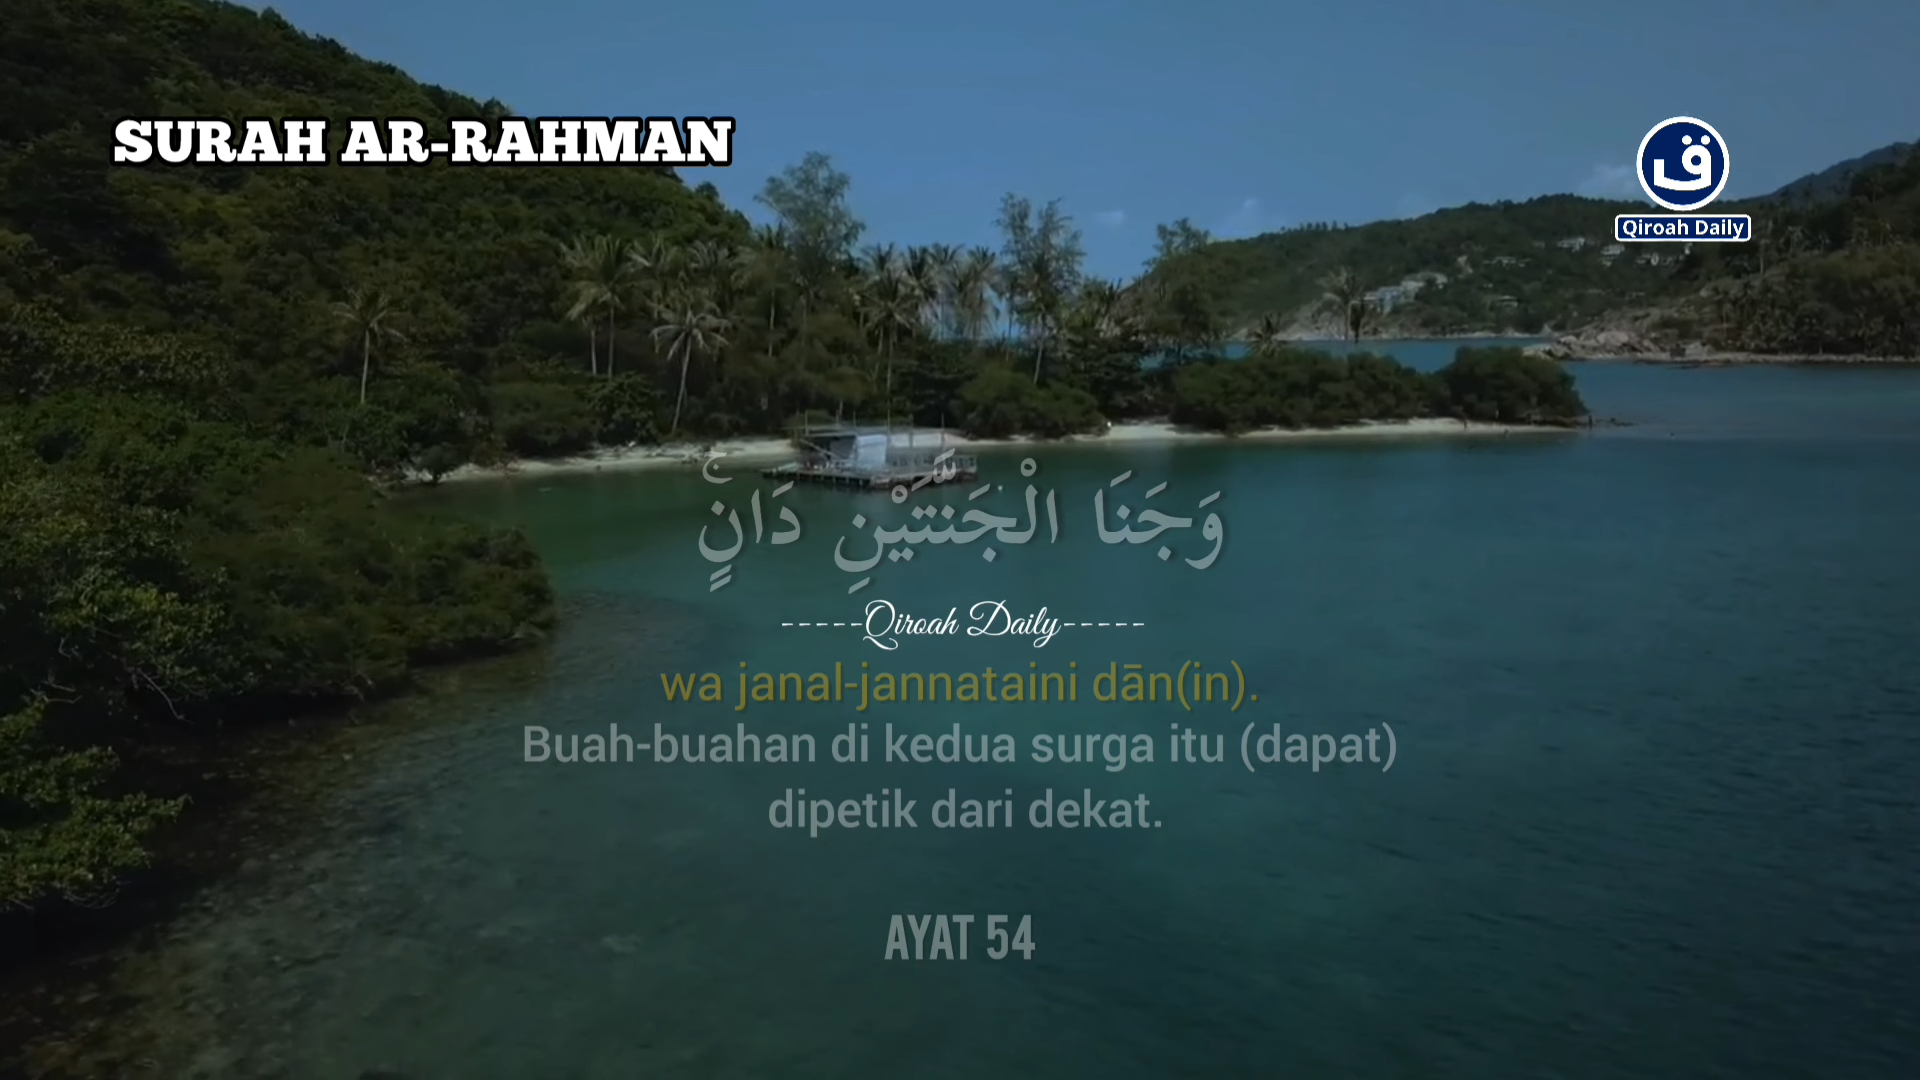 SURAH AR-RAHMAN
ق
Qiroah Daily
وَجَنَا الْجَنَّتَيْنِ دَانٍۚ
-----Qiroah Daily-----
wa janal-jannataini dān(in).
Buah-buahan di kedua surga itu (dapat)
dipetik dari dekat.
AYAT 54